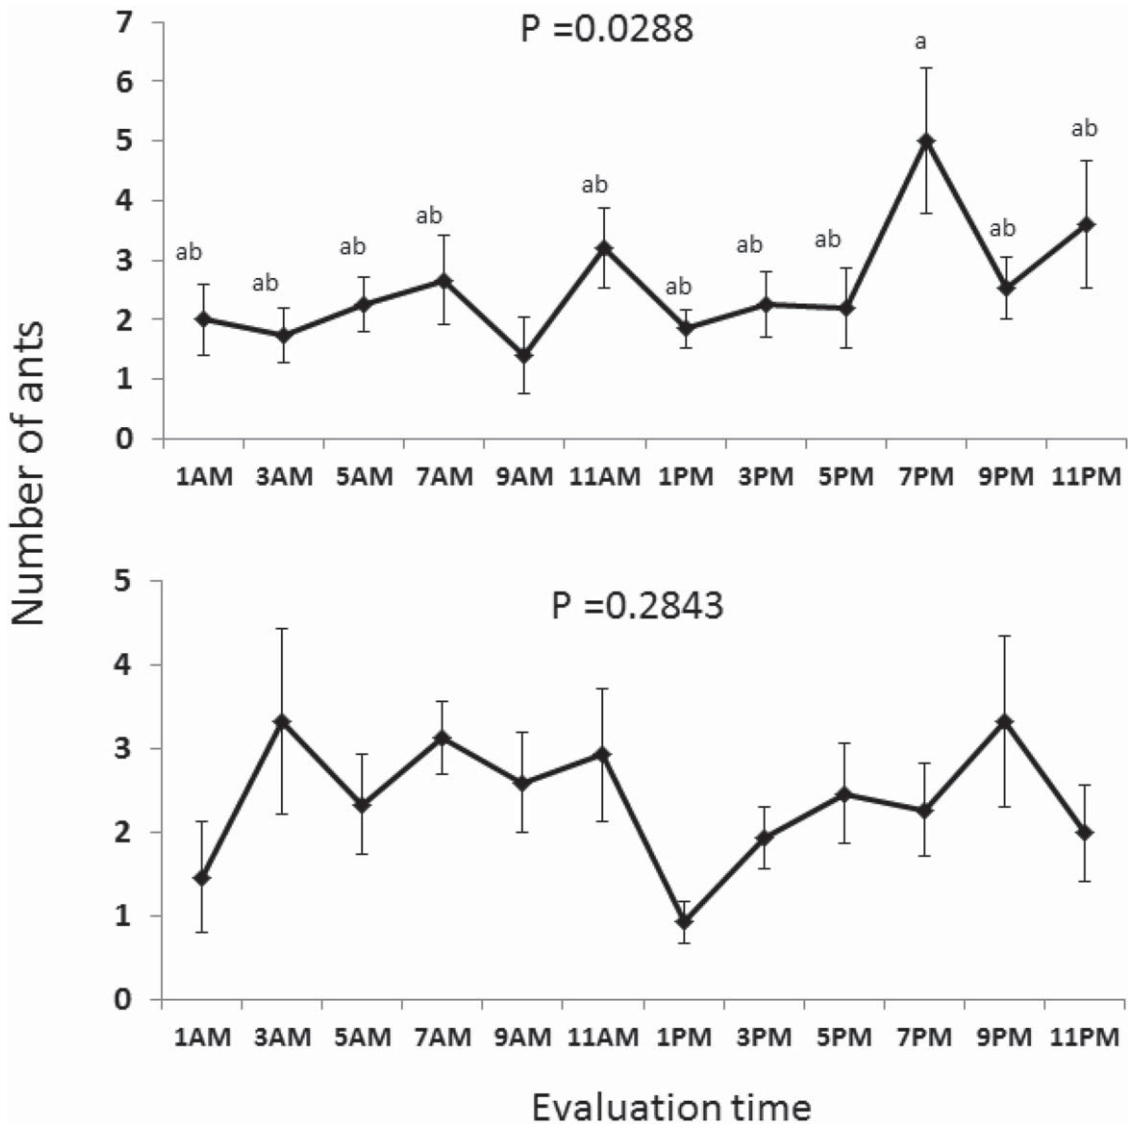 Number of ants
P =0.0288
7
6
5
4
3
2
1
0
ab
ab
ab
ab
ab
ab
ab
ab
a
ab
ab
1AM 3AM 5AM 7AM 9AM 11AM 1PM 3PM 5PM 7PM 9PM 11PM
P =0.2843
5
4
3
2
1
0
1AM 3AM 5AM 7AM 9AM 11AM 1PM 3PM 5PM 7PM 9PM 11PM
Evaluation time